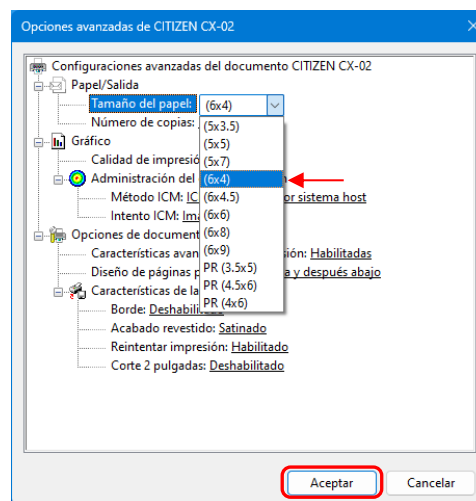 Opciones avanzadas de CITIZEN CX-02
Configuraciones avanzadas del documento CITIZEN CX-02
Papel/Salida
Tamaño del papel: (6x4)
Número de copias:
(5x3.5)
Gráfico
(5x5)
Calidad de impresió
(5x7)
Administración del
(6x4)
Método ICM: IC
(6x4.5)
or sistema host
Intento ICM: Ima
(6x6)
Opciones de document
(6x8)
Características avan
(6x9)
sión: Habilitadas
Diseño de páginas p
PR (3.5x5)
a y después abajo
Características de la
PR (4.5x6)
PR (4x6)
Borde: Deshabili
Acabado revestido: Satinado
Reintentar impresión: Habilitado
Corte 2 pulgadas: Deshabilitado
Aceptar
Cancelar